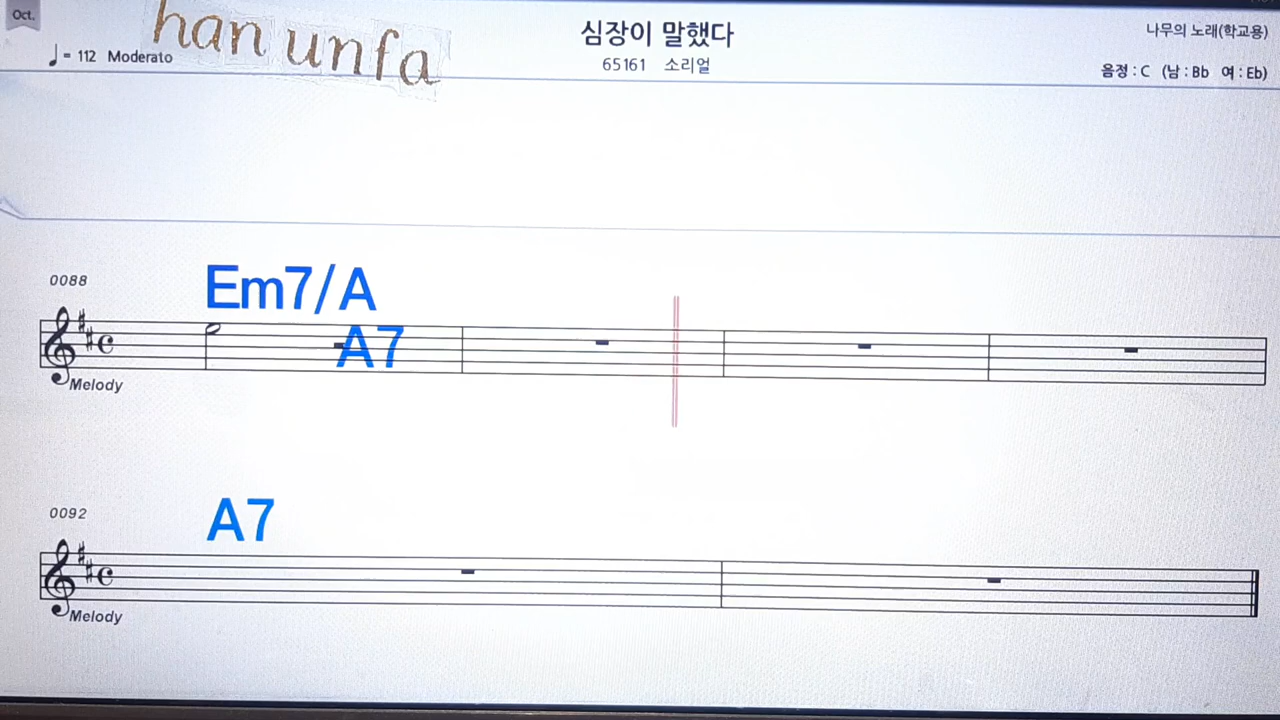 Oct.
han unfa
심장이 말했다
나무의 노래(학교용)
♩ = 112 Moderato
65161 소리얼
음정 : C (남 : Bb 여 : Eb)
0088
Em7/A
A7
Melody
0092
A7
Melody